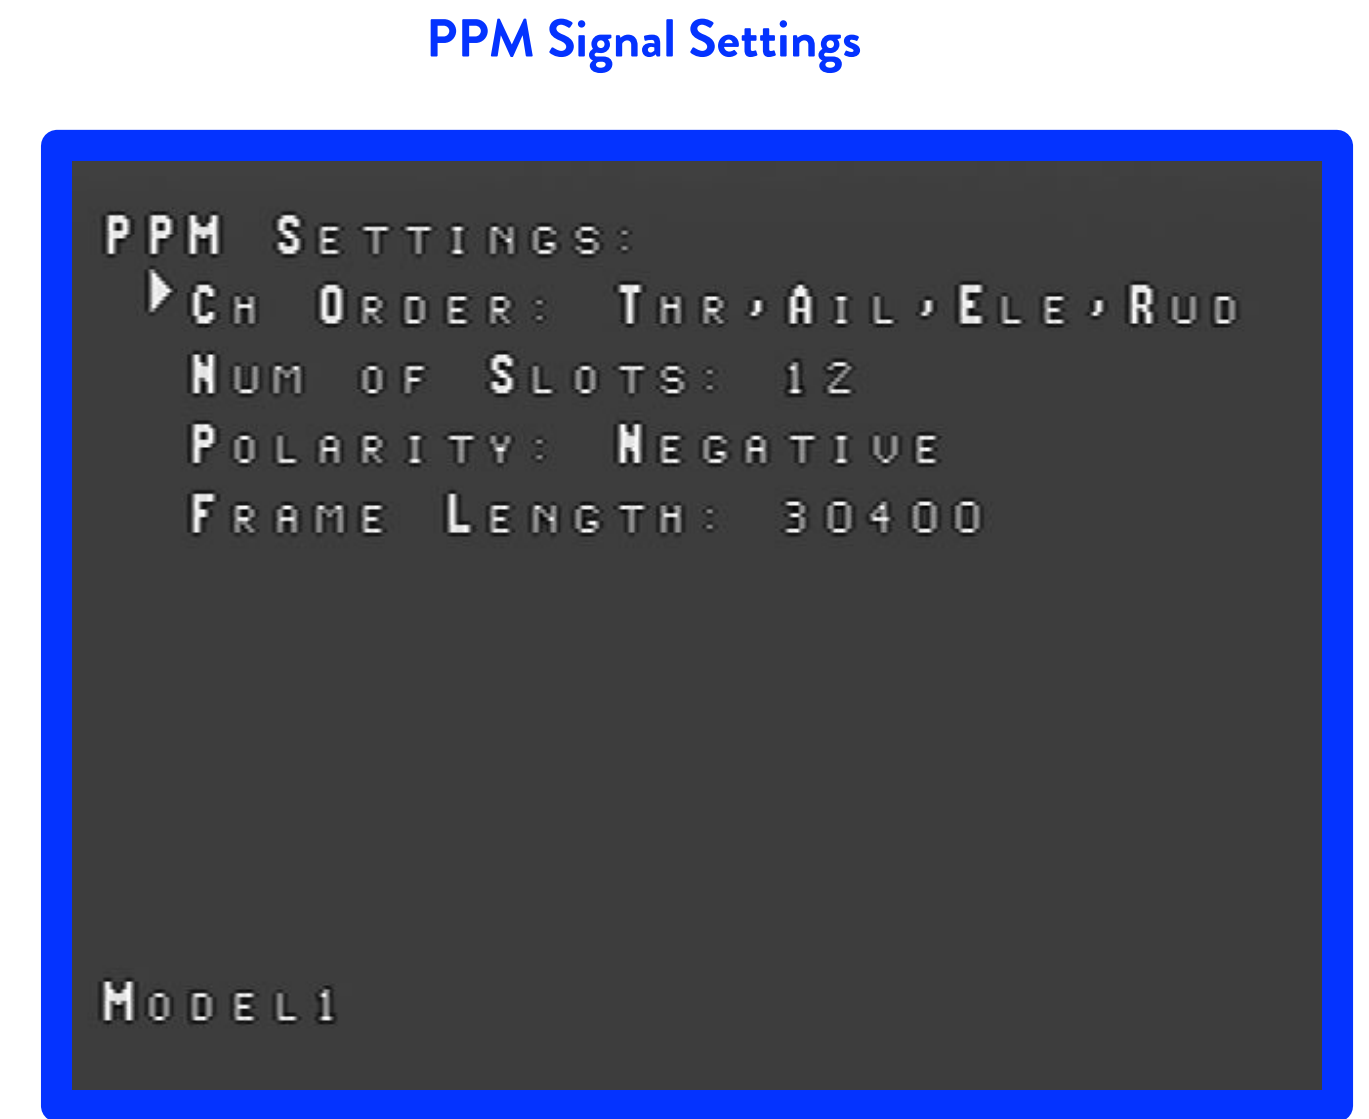 PPM Signal Settings
PPM Settings:
Ch Order: Thr,Ail,Ele,Rud
Num of Slots: 12
Polarity: Negative
Frame Length: 30400
Model1